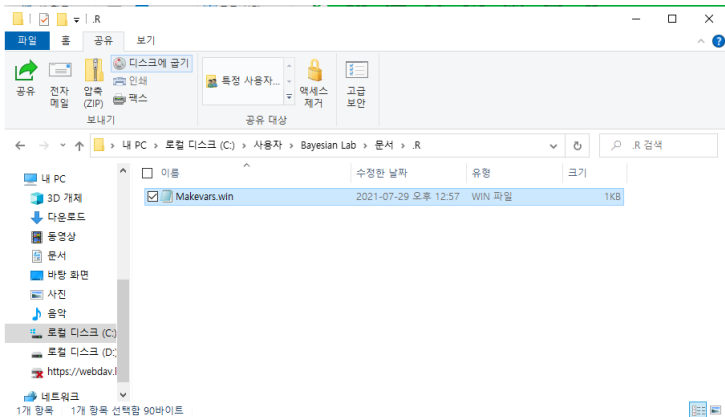 .R
파일 홈 공유 보기
공유
전자 메일
압축 (ZIP)
디스크에 굽기
인쇄
팩스
보내기
특정 사용자...
공유 대상
액세스 제거
고급 보안
내 PC › 로컬 디스크 (C:) › 사용자 › Bayesian Lab › 문서 › .R
.R 검색
이름 수정한 날짜 유형 크기
Makevars.win 2021-07-29 오후 12:57 WIN 파일 1KB
내 PC
3D 개체
다운로드
동영상
문서
바탕 화면
사진
음악
로컬 디스크 (C:)
로컬 디스크 (D:)
https://webdav.l
네트워크
1개 항목 1개 항목 선택함 90바이트